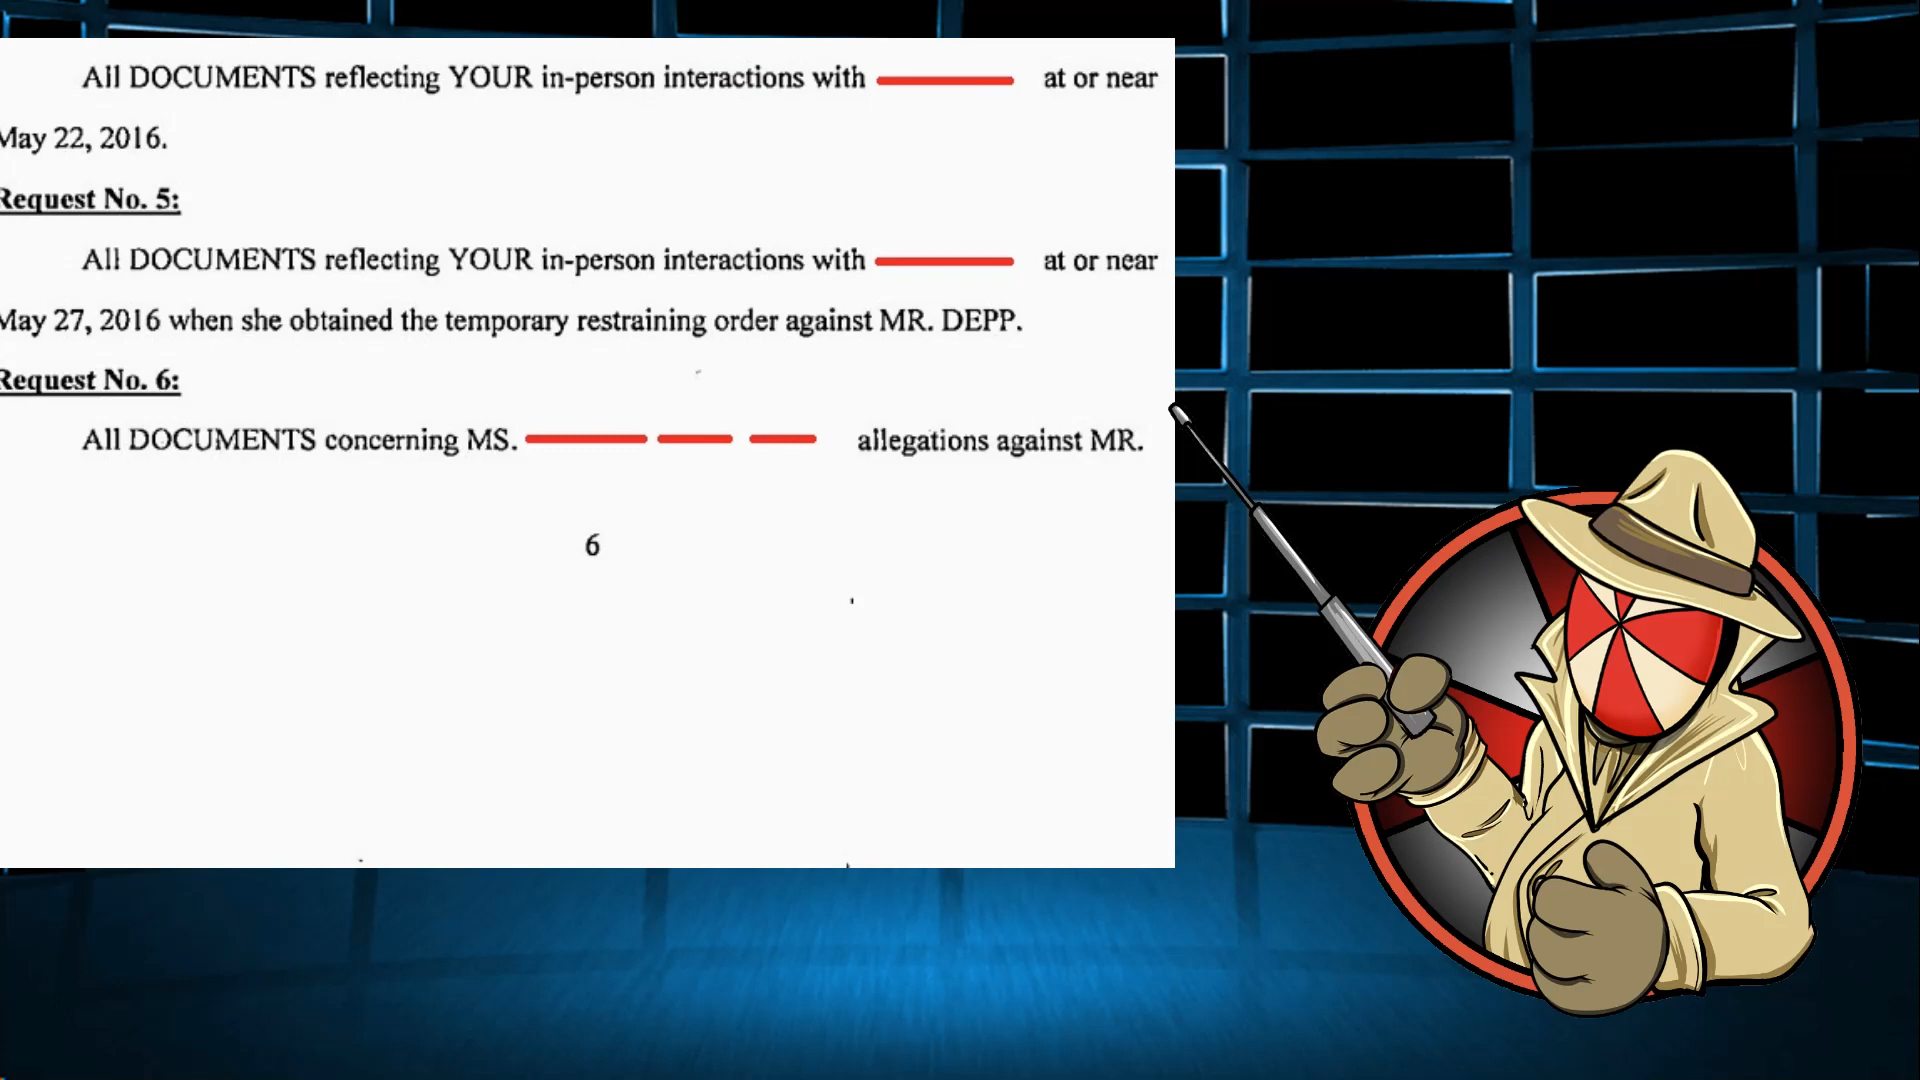 All DOCUMENTS reflecting YOUR in-person interactions with at or near
May 22, 2016.
Request No. 5:
All DOCUMENTS reflecting YOUR in-person interactions with at or near
May 27, 2016 when she obtained the temporary restraining order against MR. DEPP.
Request No. 6:
All DOCUMENTS concerning MS. allegations against MR.
6